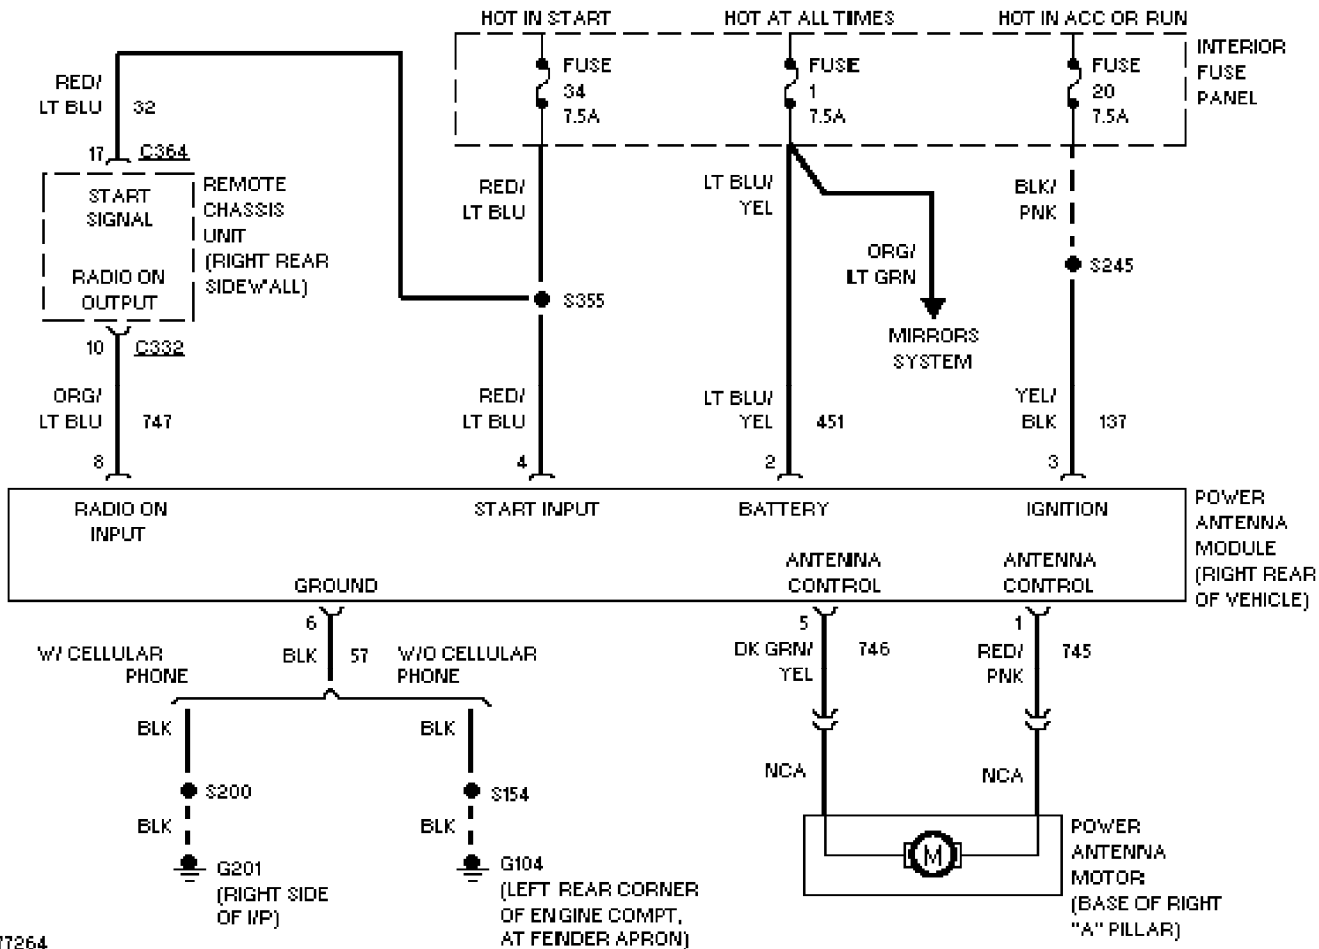 HOT IN START
HOT AT ALL TIMES
HOT IN ACC OR RUN
INTERIOR
FUSE
PANEL
FUSE
34
7.5A
FUSE
1
7.5A
FUSE
20
7.5A
RED/
LT BLU
32
17
C364
START
SIGNAL
RADIO ON
OUTPUT
REMOTE
CHASSIS
UNIT
(RIGHT REAR
SIDEWALL)
RED/
LT BLU
LT BLU/
YEL
BLK/
PNK
ORG/
LT GRN
S245
S355
MIRRORS
SYSTEM
10
C332
ORG/
LT BLU
747
8
RED/
LT BLU
4
LT BLU/
YEL
451
2
YEL/
BLK
137
3
RADIO ON
INPUT
START INPUT
BATTERY
IGNITION
POWER
ANTENNA
MODULE
(RIGHT REAR
OF VEHICLE)
GROUND
ANTENNA
CONTROL
ANTENNA
CONTROL
6
BLK
57
5
DK GRN/
YEL
746
1
RED/
PNK
745
W/ CELLULAR
PHONE
W/O CELLULAR
PHONE
BLK
BLK
S200
S154
BLK
BLK
G201
(RIGHT SIDE
OF I/P)
G104
(LEFT REAR CORNER
OF ENGINE COMPT,
AT FENDER APRON)
NCA
NCA
M
POWER
ANTENNA
MOTOR
(BASE OF RIGHT
"A" PILLAR)
77264